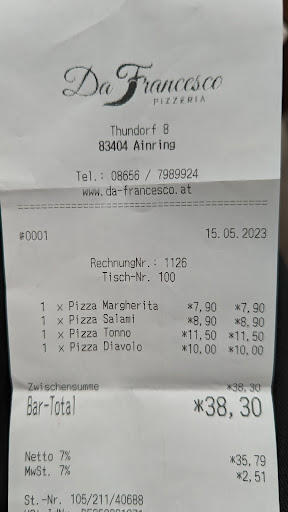 Da Francesco
PIZZERIA
Thundorf 8
83404 Ainring
Tel.: 08656 / 7989924
www.da-francesco.at
#0001 15.05.2023
RechnungNr.: 1126
Tisch-Nr. 100
1 x Pizza Margherita *7,90 *7,90
1 x Pizza Salami *8,90 *8,90
1 x Pizza Tonno *11,50 *11,50
1 x Pizza Diavolo *10,00 *10,00
Zwischensumme *38,30
Bar-Total *38,30
Netto 7% *35,79
MwSt. 7% *2,51
St.-Nr. 105/211/40688